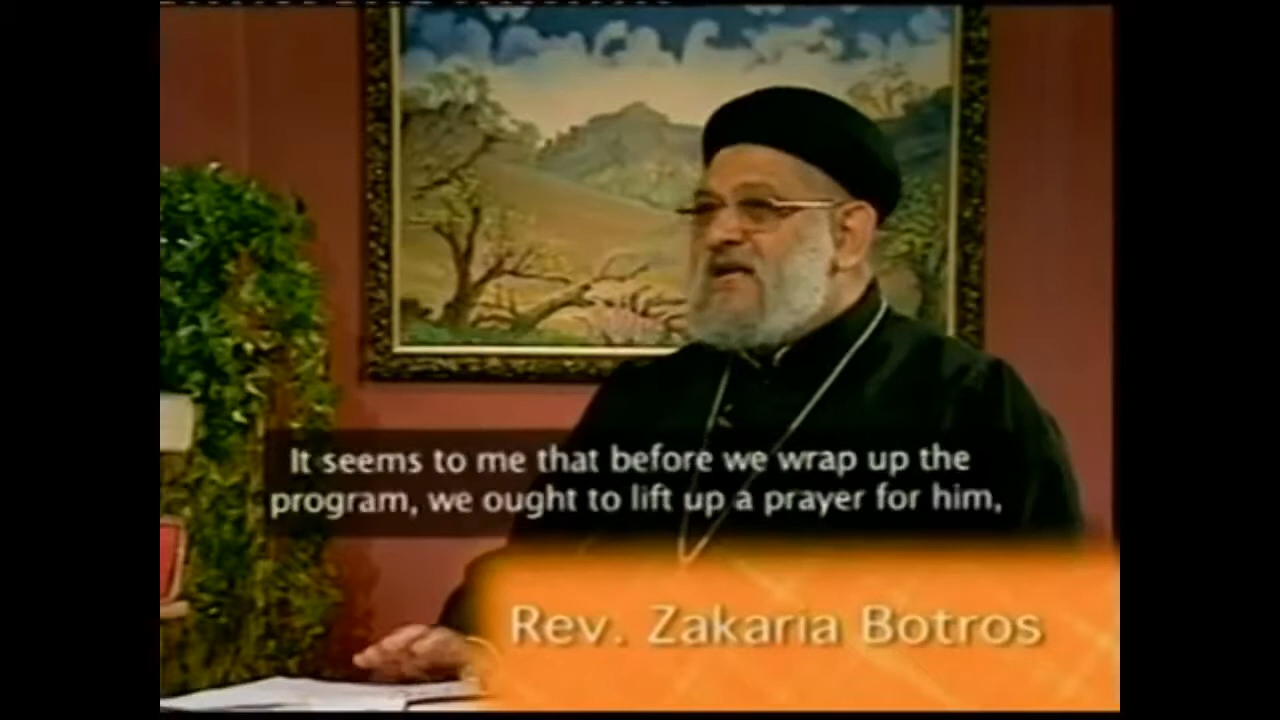 It seems to me that before we wrap up the
program, we ought to lift up a prayer for him,
Rev. Zakaria Botros